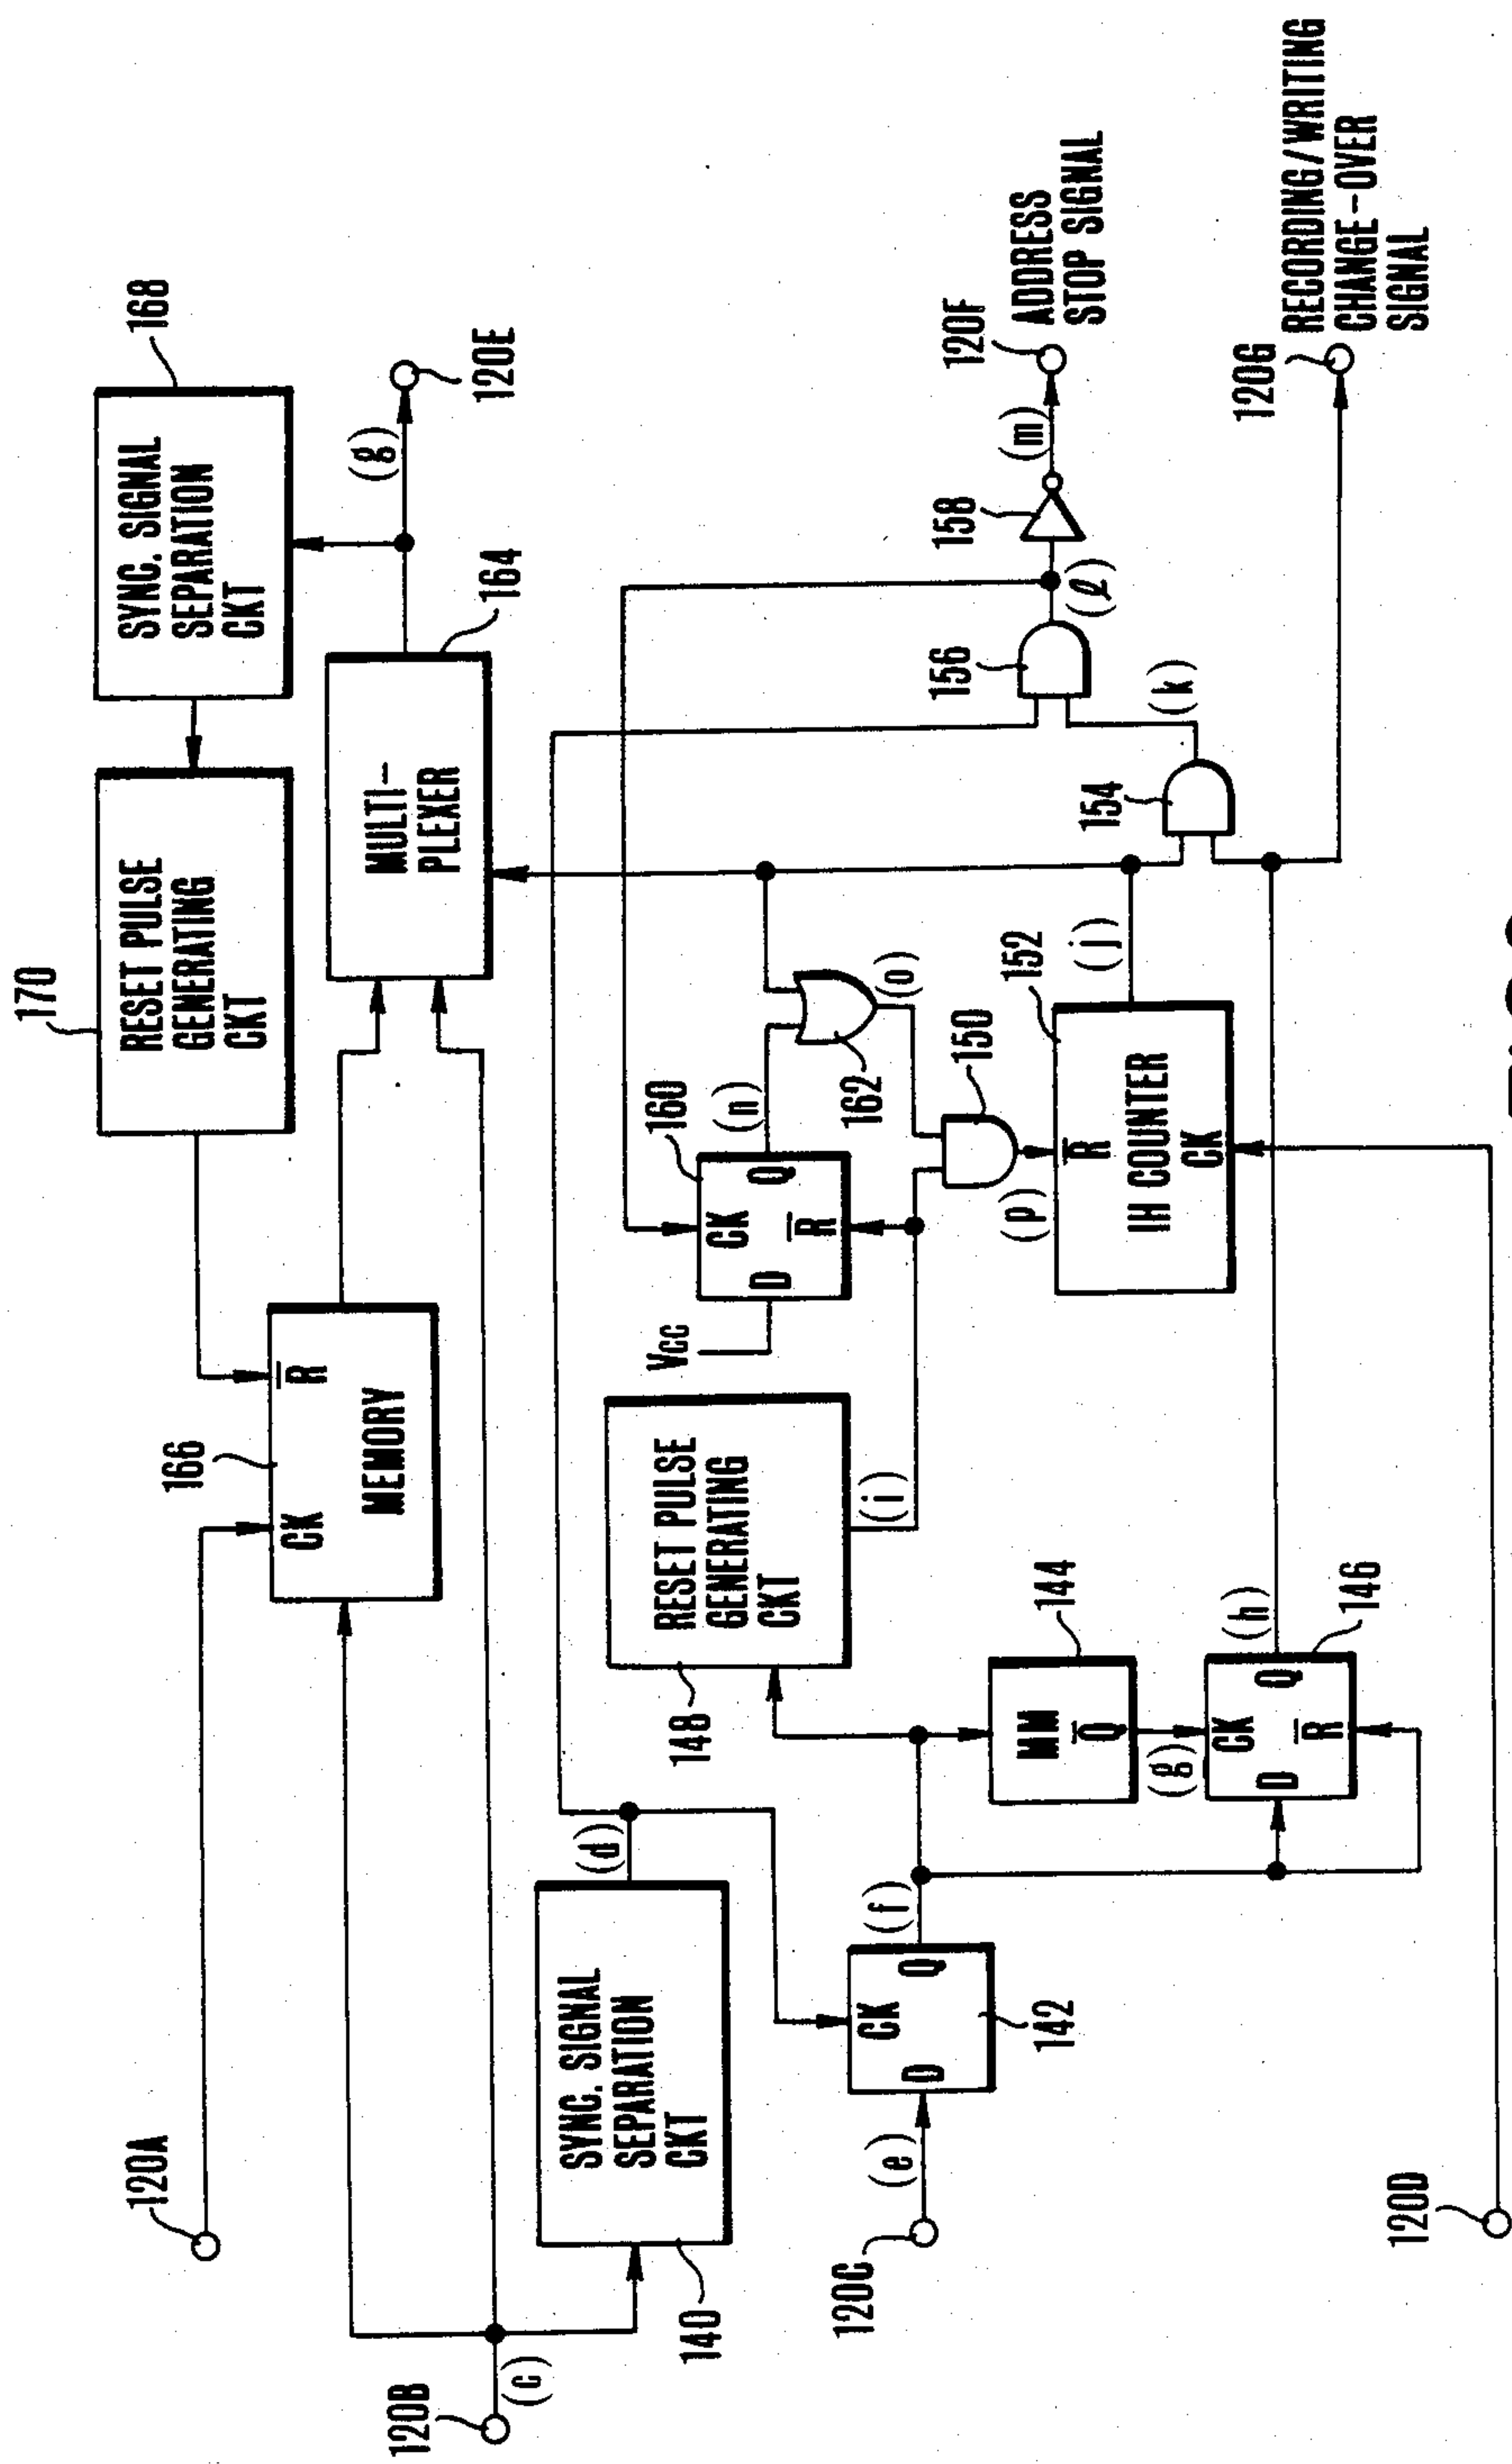 120A
120B
(c)
166
CK
R
MEMORY
170
RESET PULSE
GENERATING
CKT
168
SYNC. SIGNAL
SEPARATION
CKT
MULTI-
PLEXER
164
(g)
120E
140
SYNC. SIGNAL
SEPARATION
CKT
(d)
148
RESET PULSE
GENERATING
CKT
(i)
Vcc
160
CK
D
Q
R
(n)
162
(o)
150
(p)
152
R
1H COUNTER
CK
(j)
154
(k)
156
(ℓ)
158
(m)
120F
ADDRESS
STOP SIGNAL
120C
(e)
CK
D
Q
142
(f)
144
MM
Q
(g)
CK
D
Q
R
146
(h)
120G
RECORDING/WRITING
CHANGE-OVER
SIGNAL
120D